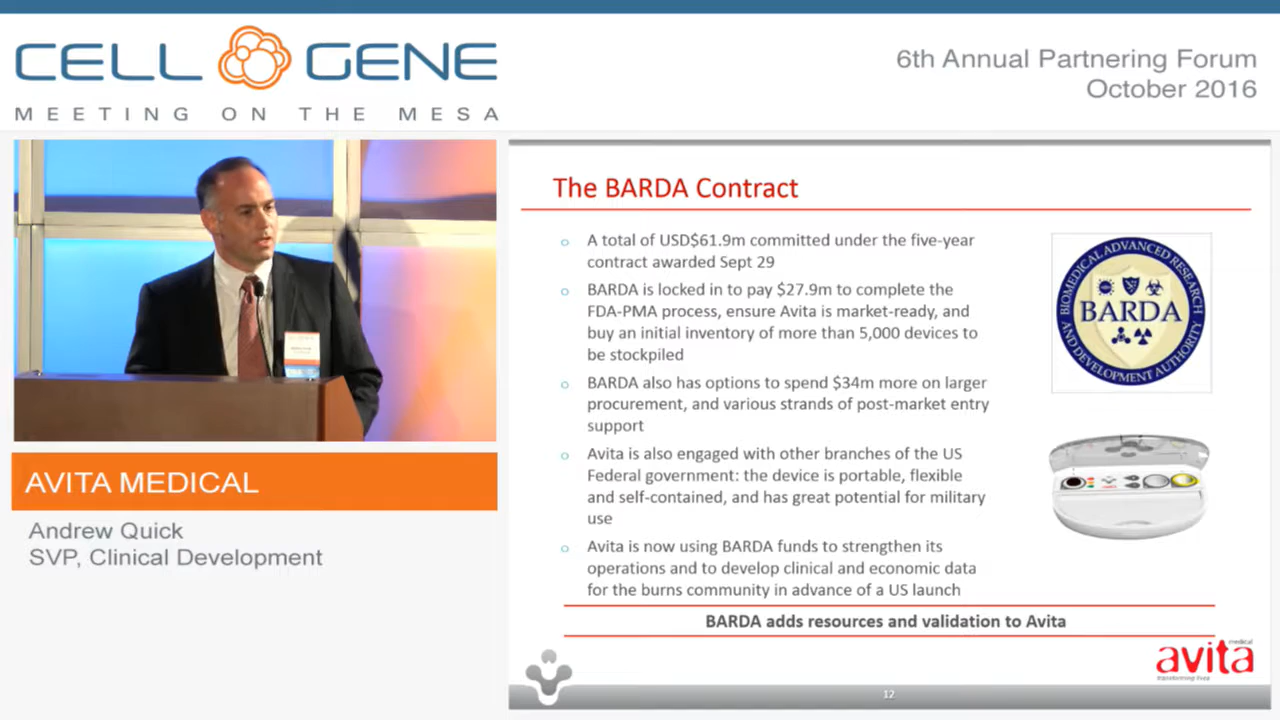 CELL GENE
MEETING ON THE MESA
6th Annual Partnering Forum
October 2016
AVITA MEDICAL
Andrew Quick
SVP, Clinical Development
The BARDA Contract
A total of USD$61.9m committed under the five-year
contract awarded Sept 29
BARDA is locked in to pay $27.9m to complete the
FDA-PMA process, ensure Avita is market-ready, and
buy an initial inventory of more than 5,000 devices to
be stockpiled
BARDA also has options to spend $34m more on larger
procurement, and various strands of post-market entry
support
Avita is also engaged with other branches of the US
Federal government: the device is portable, flexible
and self-contained, and has great potential for military
use
Avita is now using BARDA funds to strengthen its
operations and to develop clinical and economic data
for the burns community in advance of a US launch
BIOMEDICAL ADVANCED RESEARCH
BARDA
AND DEVELOPMENT AUTHORITY
BARDA adds resources and validation to Avita
medical
avita
12